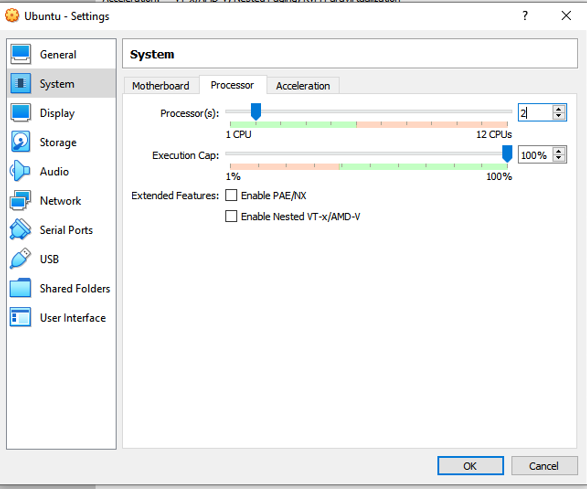 Ubuntu - Settings
?
General
System
Display
Storage
Audio
Network
Serial Ports
USB
Shared Folders
User Interface
System
Motherboard
Processor
Acceleration
Processor(s):
2
1 CPU
12 CPUs
Execution Cap:
100%
1%
100%
Extended Features:
Enable PAE/NX
Enable Nested VT-x/AMD-V
OK
Cancel